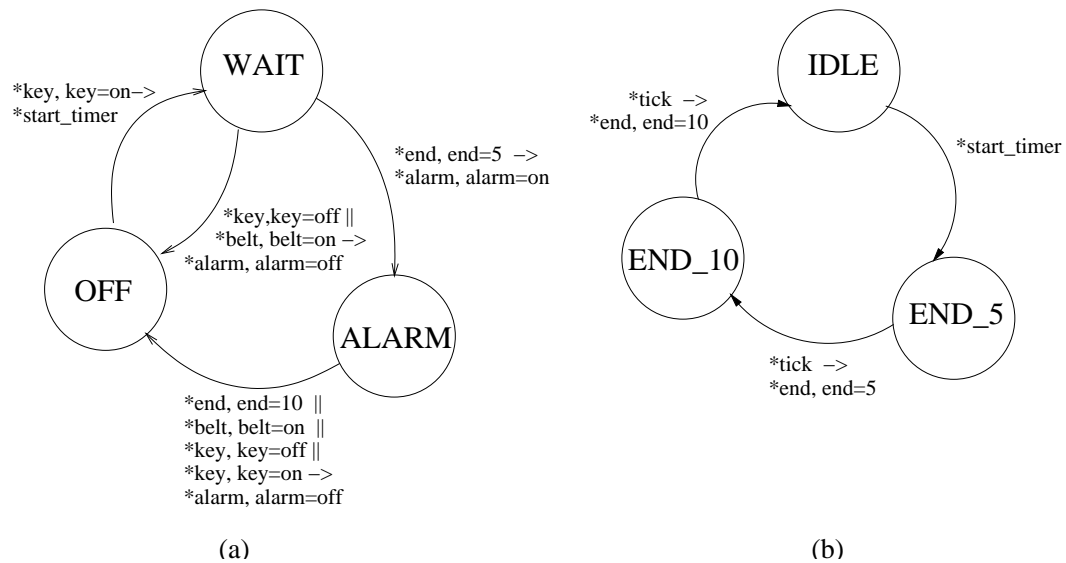 WAIT
*key, key=on->
*start_timer
*end, end=5 ->
*alarm, alarm=on
*key,key=off ||
*belt, belt=on ->
*alarm, alarm=off
OFF
ALARM
*end, end=10 ||
*belt, belt=on ||
*key, key=off ||
*key, key=on ->
*alarm, alarm=off
(a)
IDLE
*tick ->
*end, end=10
*start_timer
END_10
END_5
*tick ->
*end, end=5
(b)